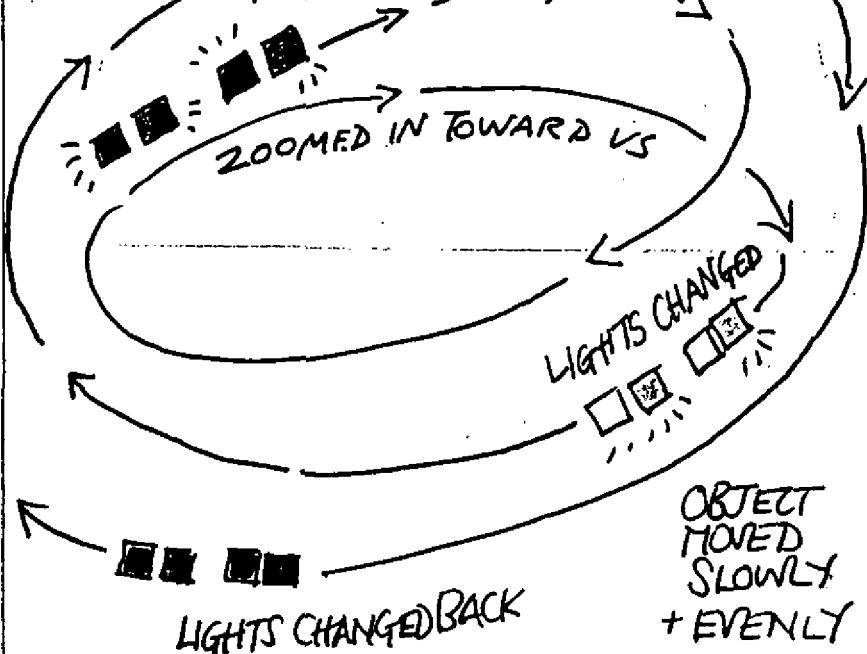 ZOOMED IN TOWARD US
LIGHTS CHANGED
OBJECT
MOVED
SLOWLY
+ EVENLY
LIGHTS CHANGED BACK